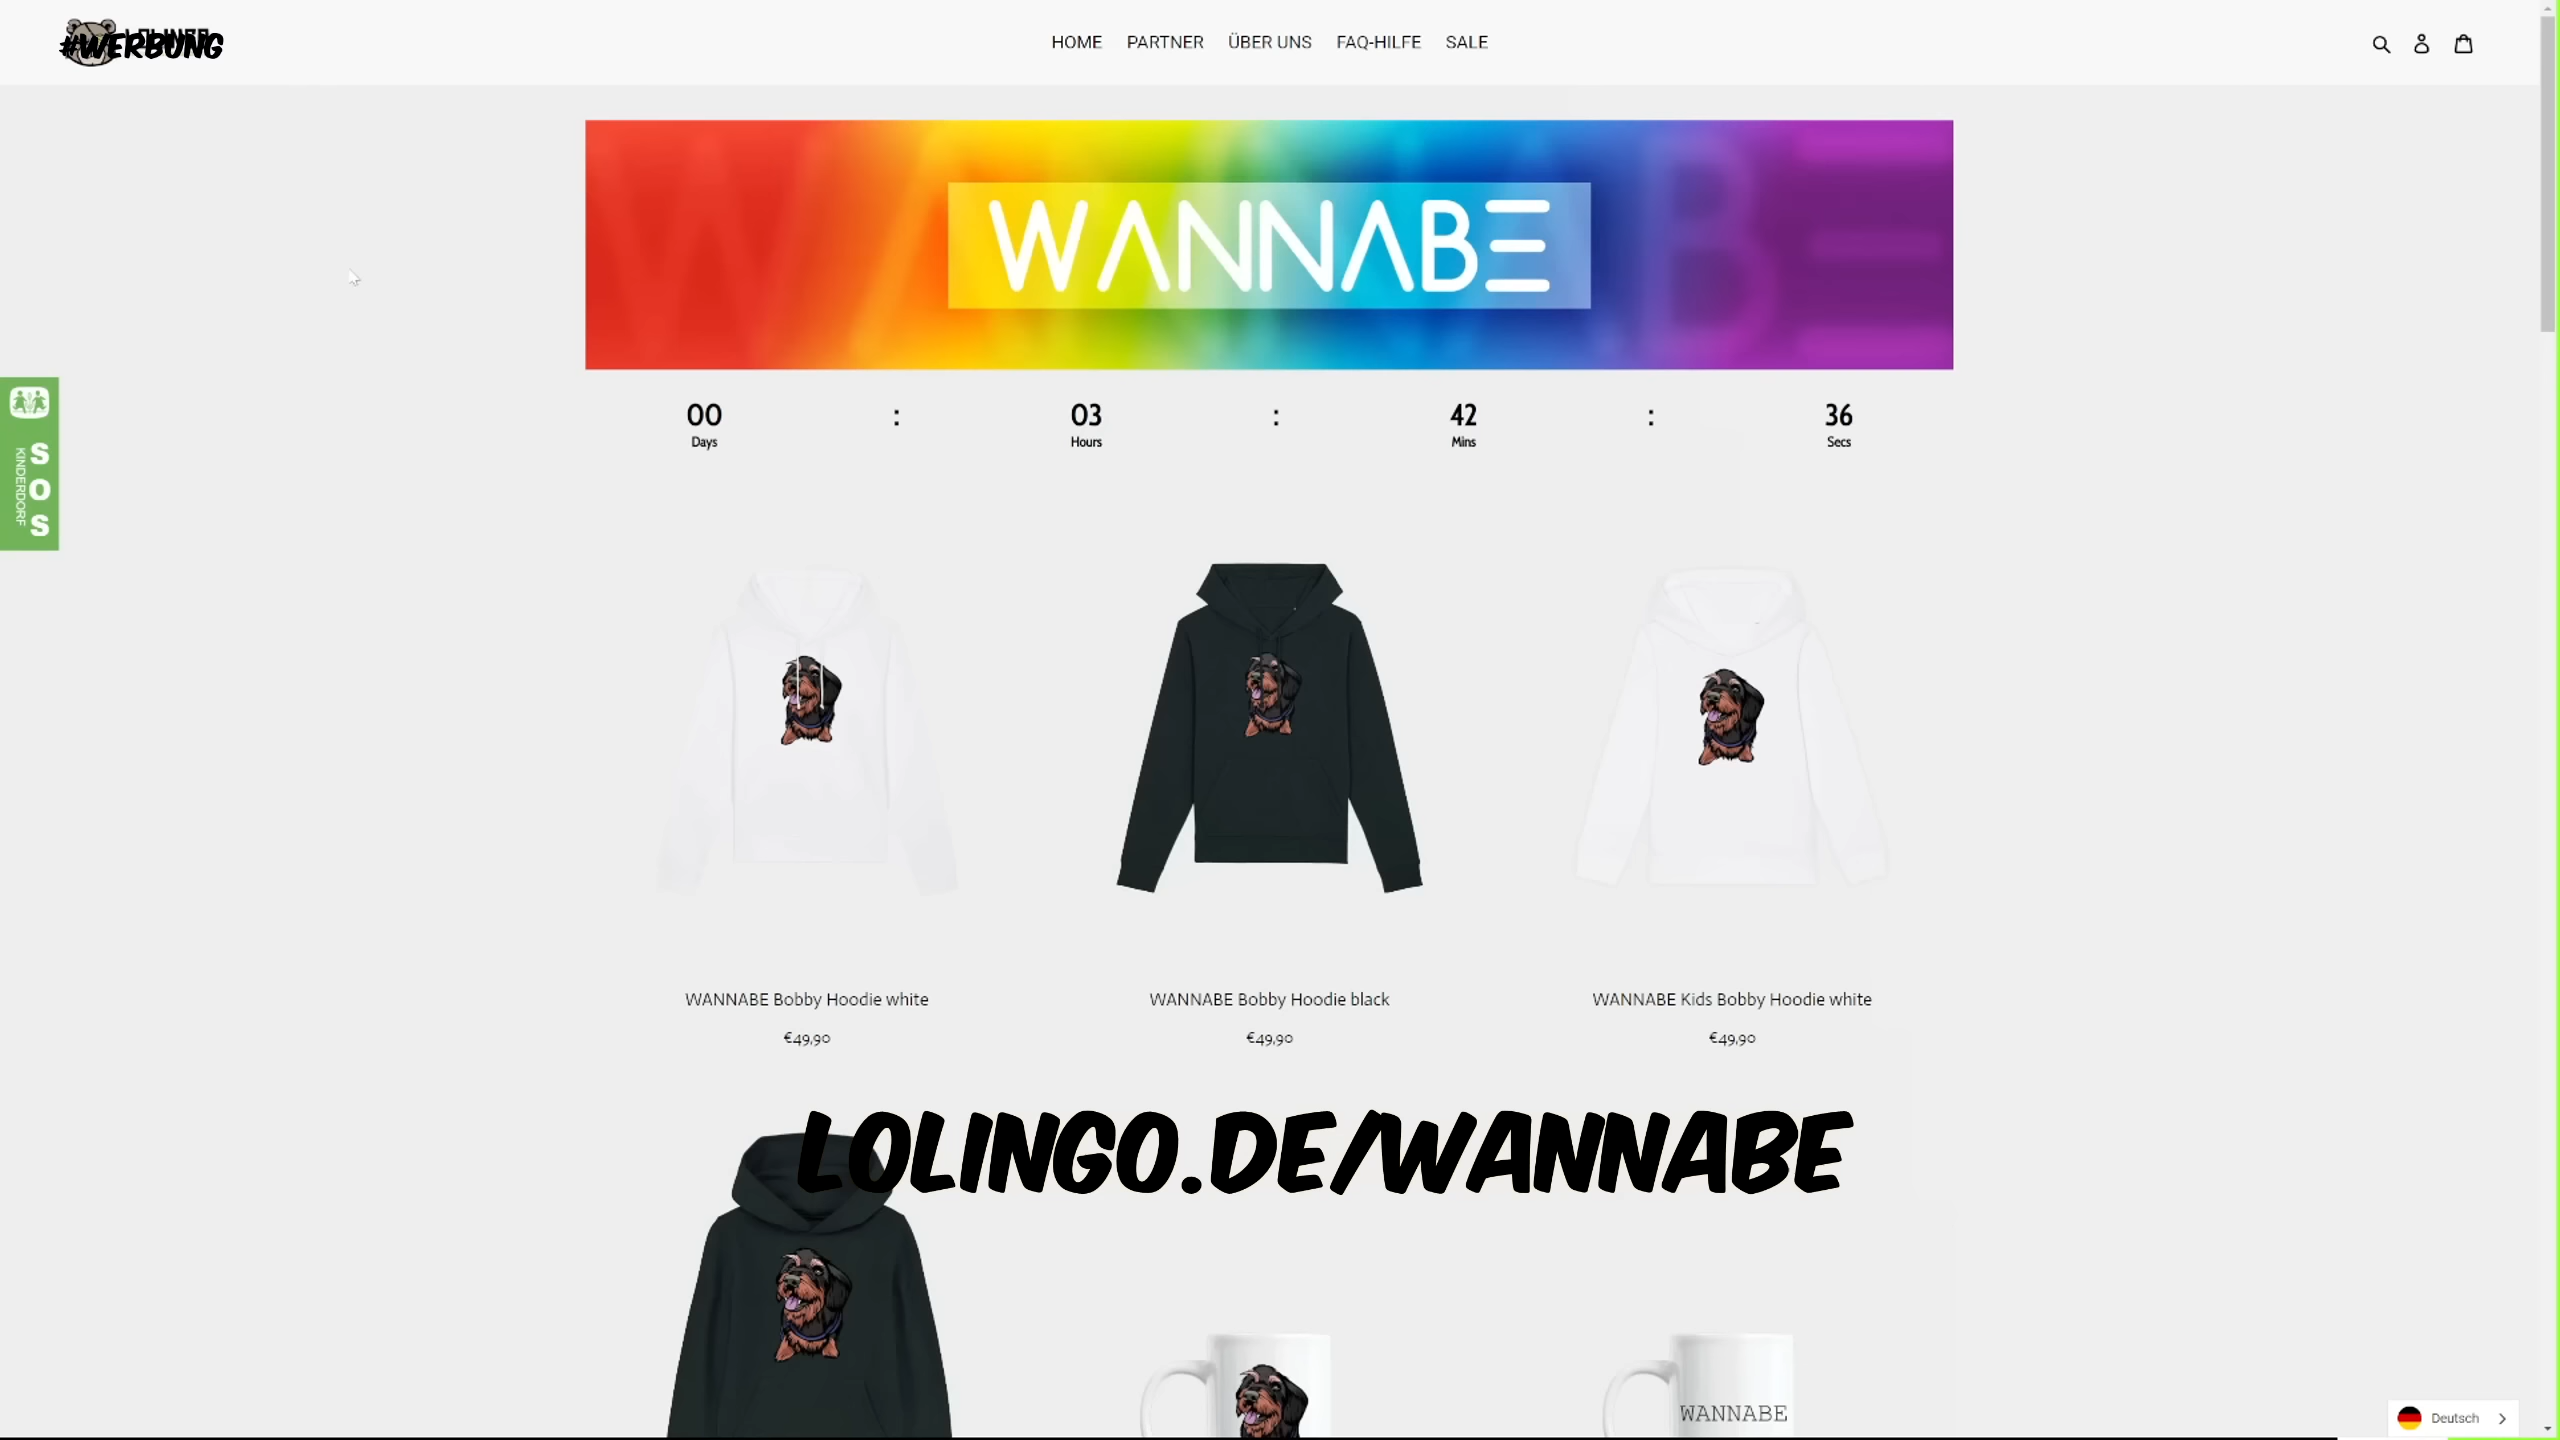 #WERBUNG
HOME PARTNER ÜBER UNS FAQ-HILFE SALE
WANNABE
00 : 03 : 42 : 36
Days Hours Mins Secs
SOS
KINDERDORF
WANNABE Bobby Hoodie white
€49,90
WANNABE Bobby Hoodie black
€49,90
WANNABE Kids Bobby Hoodie white
€49,90
LOLINGO.DE/WANNABE
WANNABE
Deutsch